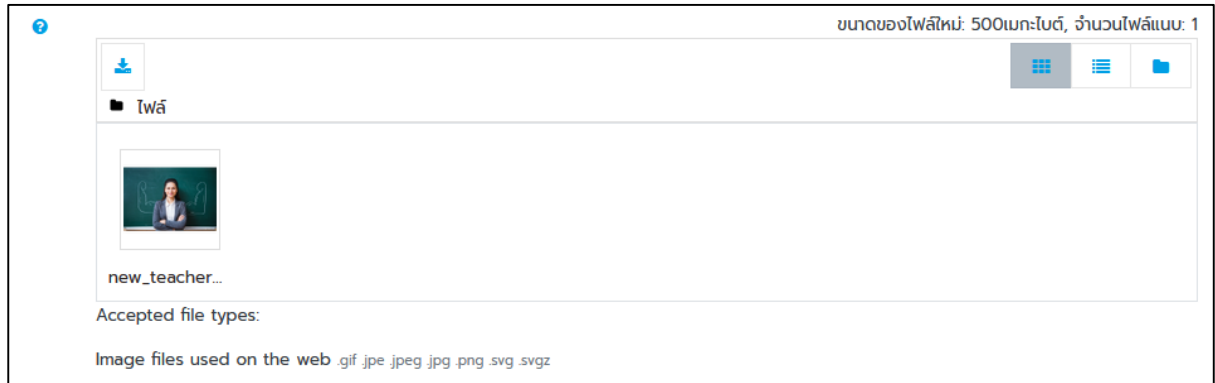 ขนาดของไฟล์ใหม่: 500เมกะไบต์, จำนวนไฟล์แนบ: 1
ไฟล์
new_teacher...
Accepted file types:
Image files used on the web .gif .jpe .jpeg .jpg .png .svg .svgz